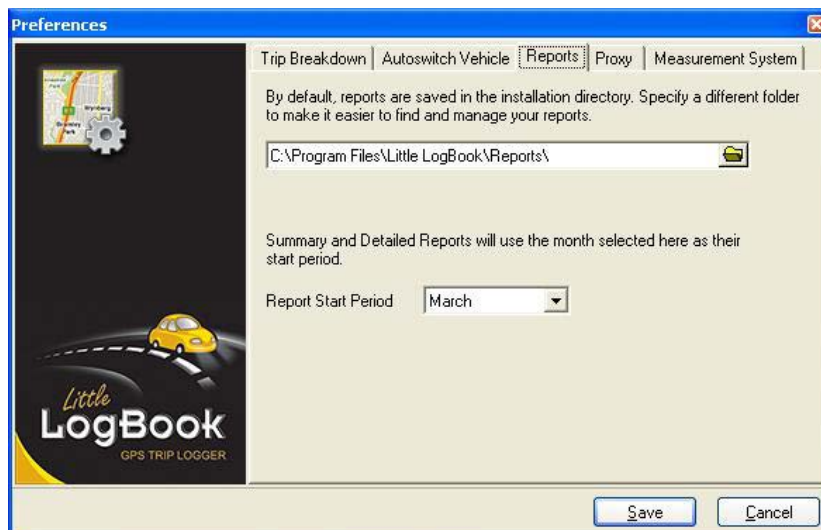 Preferences
Trip Breakdown
Autoswitch Vehicle
Reports
Proxy
Measurement System
By default, reports are saved in the installation directory. Specify a different folder
to make it easier to find and manage your reports.
C:\Program Files\Little LogBook\Reports\
Summary and Detailed Reports will use the month selected here as their
start period.
Report Start Period
March
Little
LogBook
GPS TRIP LOGGER
Save
Cancel